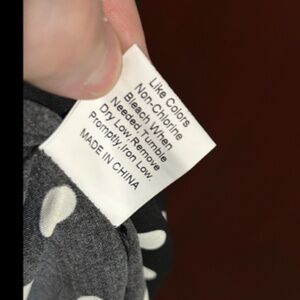 Like Colors
Non-Chlorine
Bleach When
Needed.Tumble
Dry Low,Remove
Promptly,Iron Low.
MADE IN CHINA